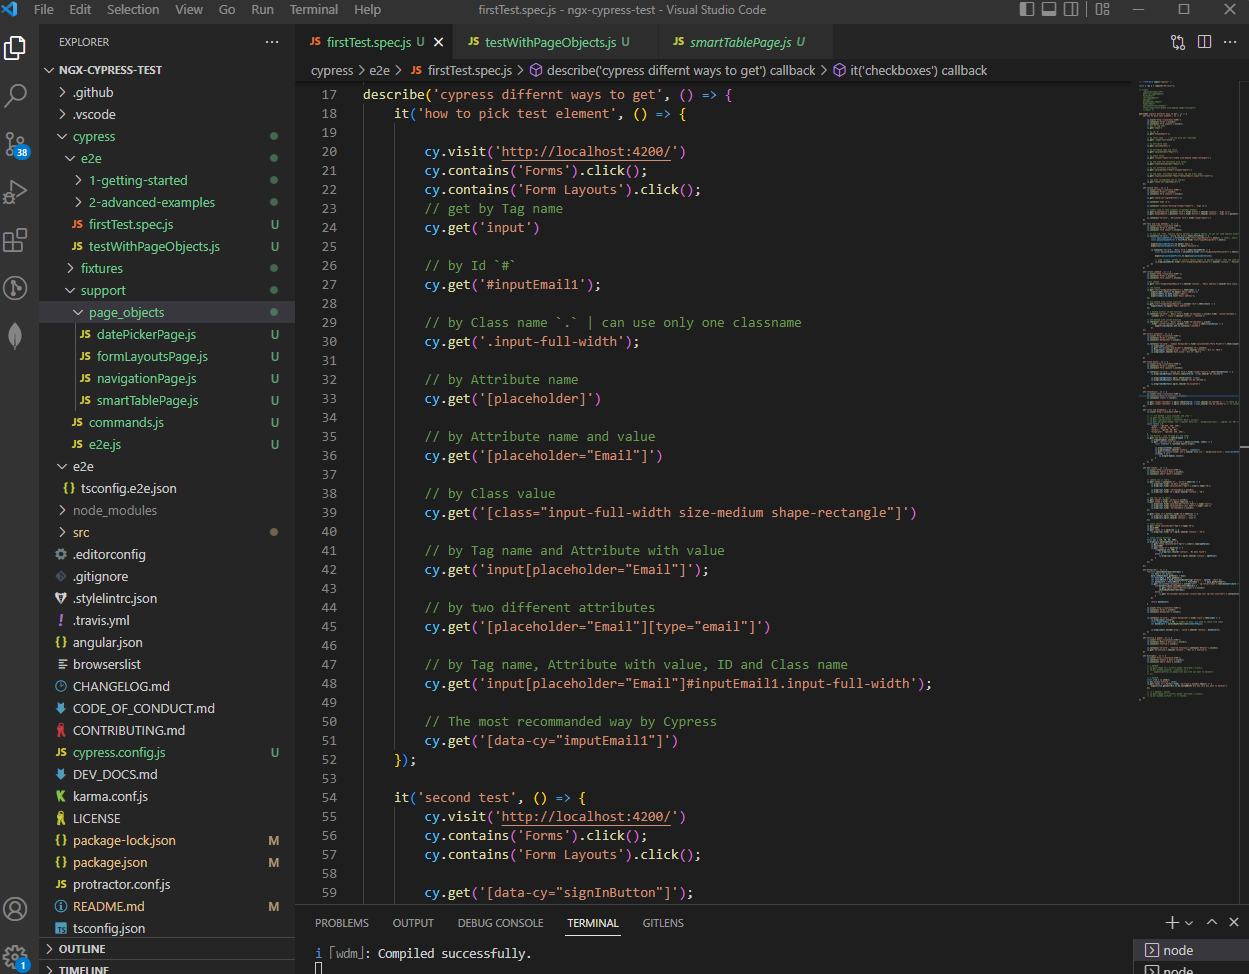 File Edit Selection View Go Run Terminal Help firstTest.spec.js - ngx-cypress-test - Visual Studio Code
EXPLORER
NGX-CYPRESS-TEST
.github
.vscode
cypress
e2e
1-getting-started
2-advanced-examples
JS firstTest.spec.js U
JS testWithPageObjects.js U
fixtures
support
page_objects
JS datePickerPage.js U
JS formLayoutsPage.js U
JS navigationPage.js U
JS smartTablePage.js U
JS commands.js U
JS e2e.js U
e2e
{} tsconfig.e2e.json
node_modules
src
.editorconfig
.gitignore
.stylelintrc.json
! .travis.yml
{} angular.json
browserslist
CHANGELOG.md
CODE_OF_CONDUCT.md
CONTRIBUTING.md
JS cypress.config.js U
DEV_DOCS.md
K karma.conf.js
LICENSE
{} package-lock.json M
{} package.json M
JS protractor.conf.js
README.md M
TS tsconfig.json
OUTLINE
TIMELINE
38
1
JS firstTest.spec.js U JS testWithPageObjects.js U JS smartTablePage.js U
cypress > e2e > JS firstTest.spec.js > describe('cypress differnt ways to get') callback > it('checkboxes') callback
17 describe('cypress differnt ways to get', () => {
18 it('how to pick test element', () => {
19
20 cy.visit('http://localhost:4200/')
21 cy.contains('Forms').click();
22 cy.contains('Form Layouts').click();
23 // get by Tag name
24 cy.get('input')
25
26 // by Id `#`
27 cy.get('#inputEmail1');
28
29 // by Class name `.` | can use only one classname
30 cy.get('.input-full-width');
31
32 // by Attribute name
33 cy.get('[placeholder]')
34
35 // by Attribute name and value
36 cy.get('[placeholder="Email"]')
37
38 // by Class value
39 cy.get('[class="input-full-width size-medium shape-rectangle"]')
40
41 // by Tag name and Attribute with value
42 cy.get('input[placeholder="Email"]');
43
44 // by two different attributes
45 cy.get('[placeholder="Email"][type="email"]')
46
47 // by Tag name, Attribute with value, ID and Class name
48 cy.get('input[placeholder="Email"]#inputEmail1.input-full-width');
49
50 // The most recommanded way by Cypress
51 cy.get('[data-cy="imputEmail1"]')
52 });
53
54 it('second test', () => {
55 cy.visit('http://localhost:4200/')
56 cy.contains('Forms').click();
57 cy.contains('Form Layouts').click();
58
59 cy.get('[data-cy="signInButton"]');
PROBLEMS OUTPUT DEBUG CONSOLE TERMINAL GITLENS
i ｢wdm｣: Compiled successfully.
node
node